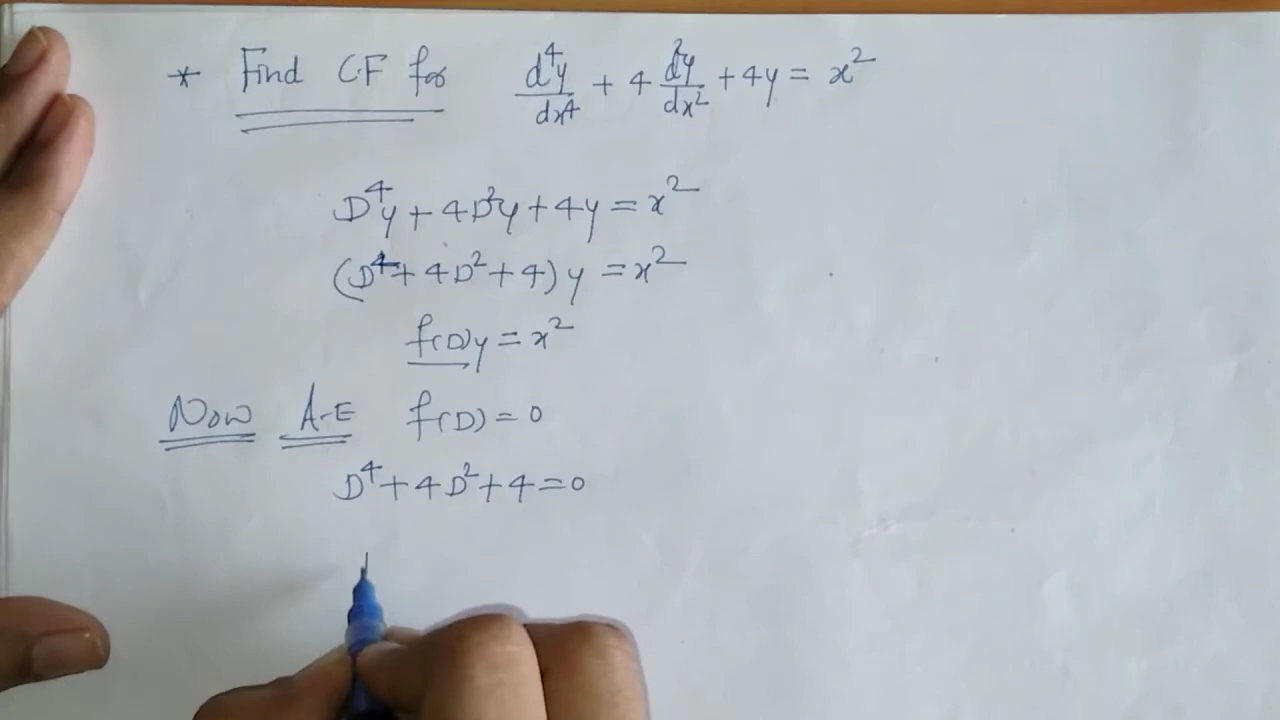 * Find C.F for d⁴y/dx⁴ + 4 d²y/dx² + 4y = x²
D⁴y + 4D²y + 4y = x²
(D⁴ + 4D² + 4) y = x²
f(D)y = x²
Now A.E f(D) = 0
D⁴ + 4D² + 4 = 0